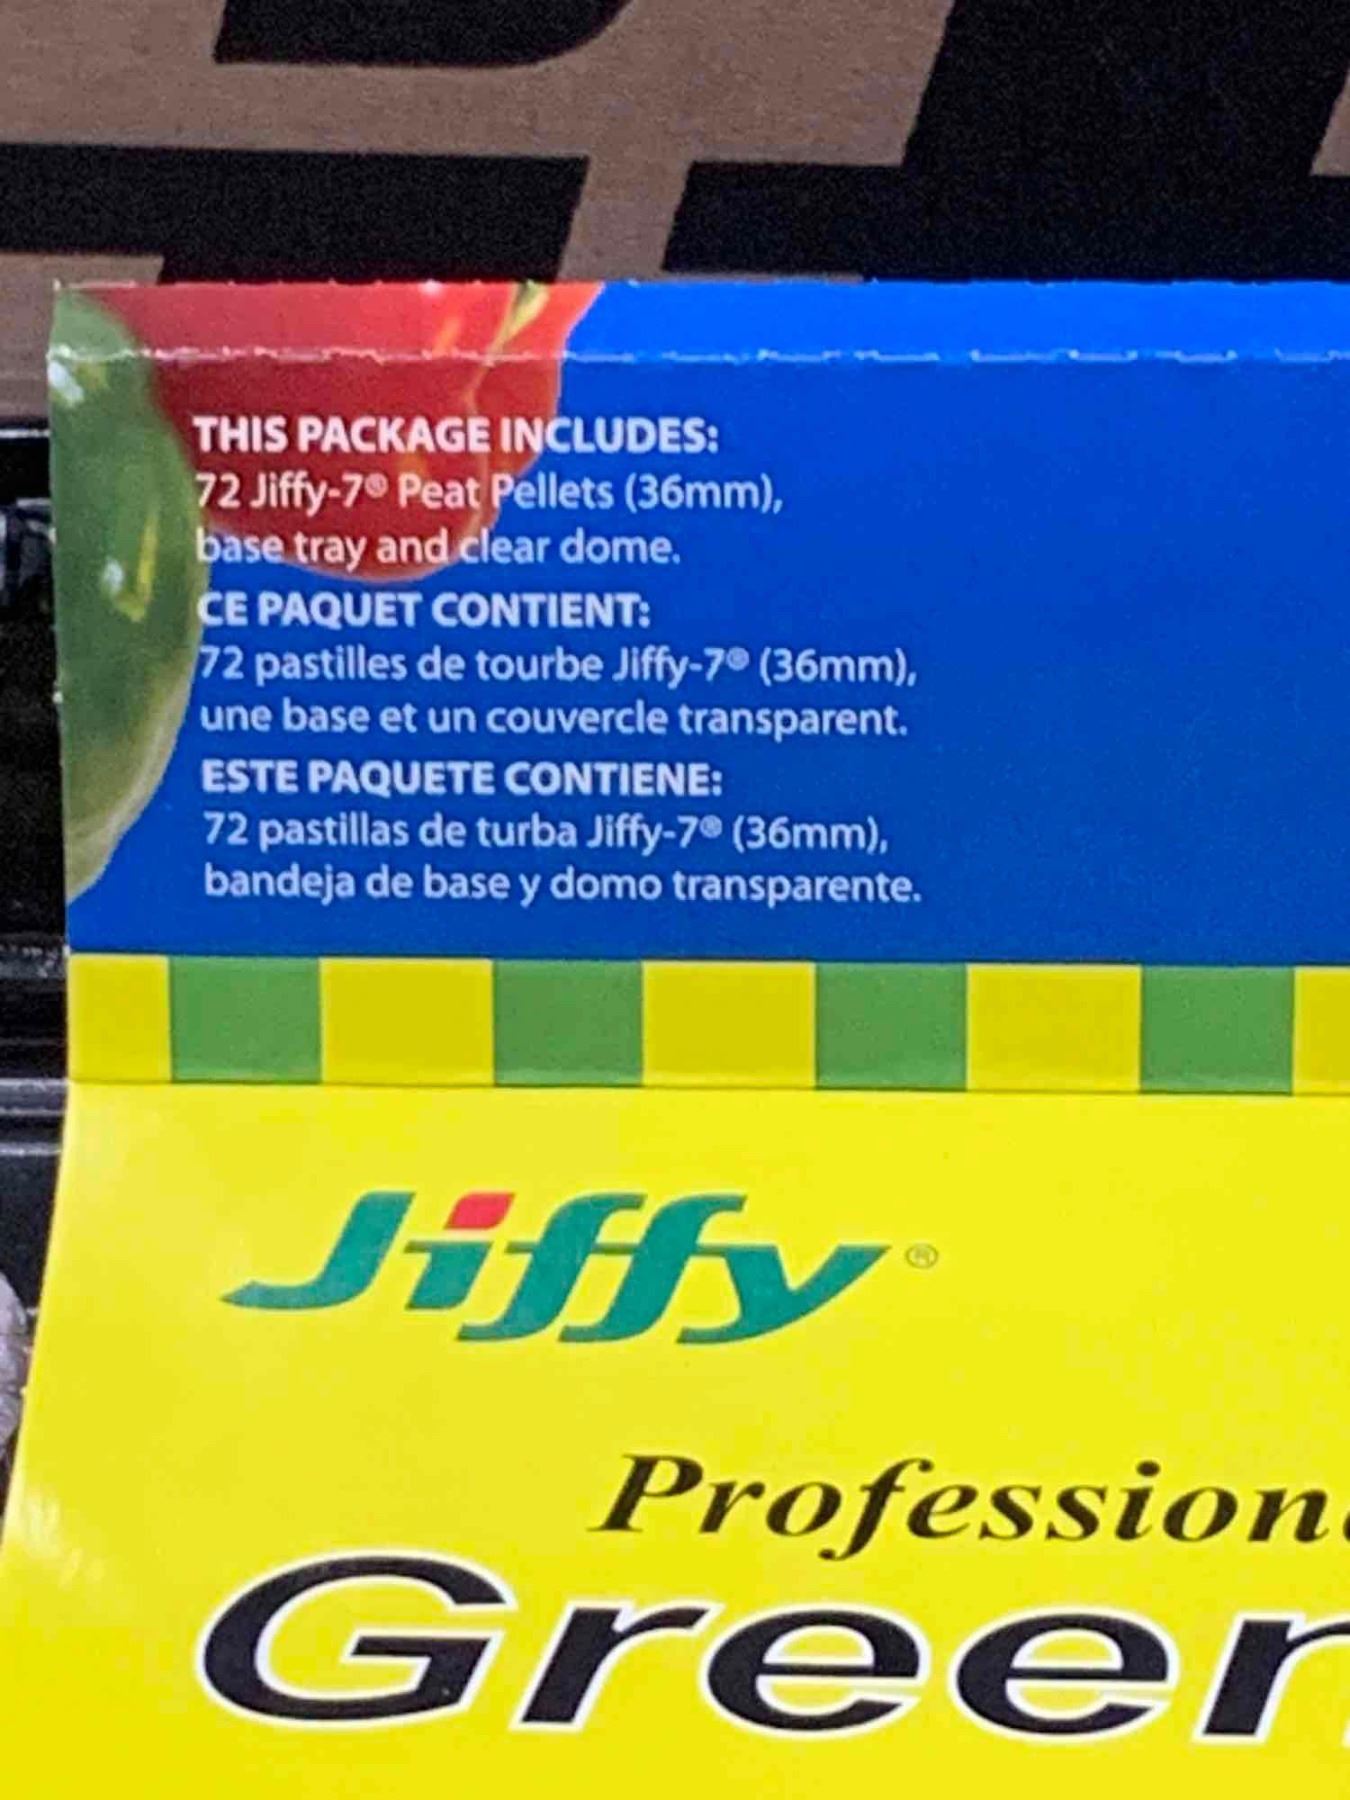 THIS PACKAGE INCLUDES:
72 Jiffy-7® Peat Pellets (36mm),
base tray and clear dome.
CE PAQUET CONTIENT:
72 pastilles de tourbe Jiffy-7® (36mm),
une base et un couvercle transparent.
ESTE PAQUETE CONTIENE:
72 pastillas de turba Jiffy-7® (36mm),
bandeja de base y domo transparente.
Jiffy®
Profession
Green